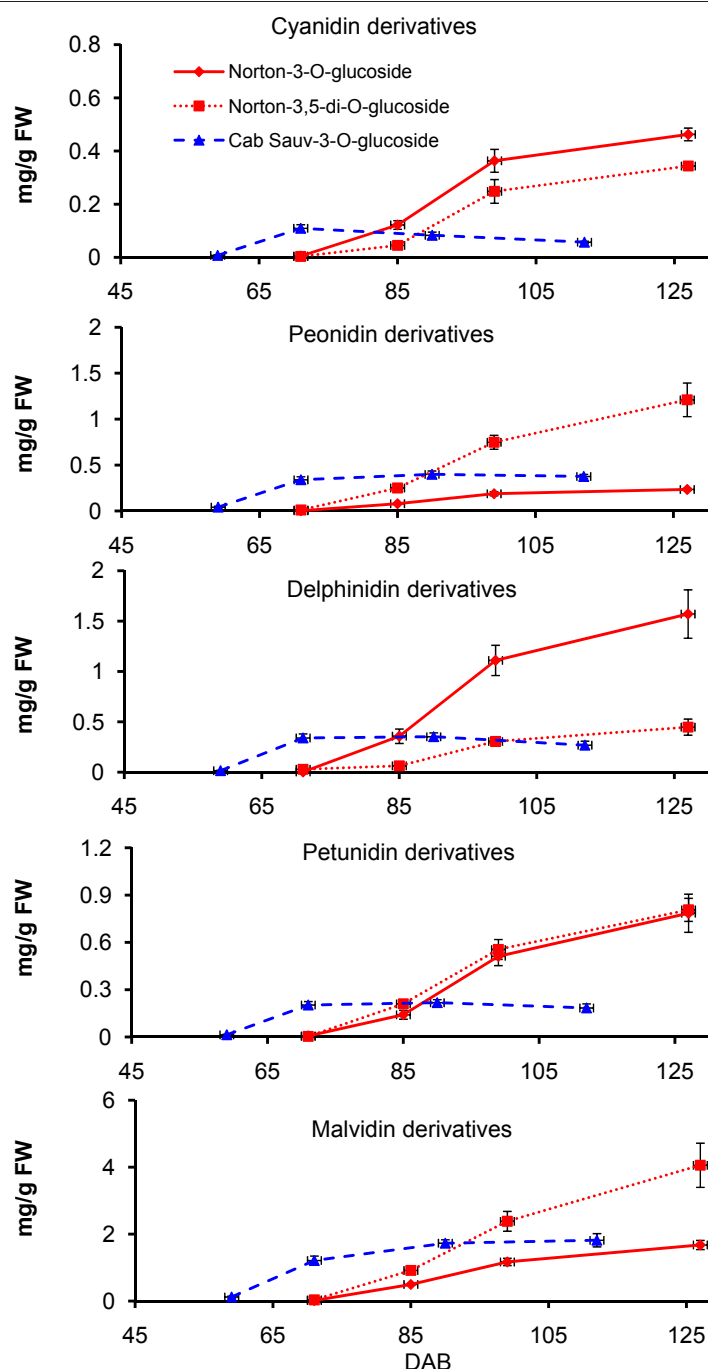 Cyanidin derivatives
0.8
Norton-3-O-glucoside
0.6
Norton-3,5-di-O-glucoside
mg/g FW
Cab Sauv-3-O-glucoside
0.4
0.2
0
45 65 85 105 125
Peonidin derivatives
2
1.5
mg/g FW
1
0.5
0
45 65 85 105 125
Delphinidin derivatives
2
1.5
mg/g FW
1
0.5
0
45 65 85 105 125
Petunidin derivatives
1.2
0.9
mg/g FW
0.6
0.3
0
45 65 85 105 125
Malvidin derivatives
6
mg/g FW
4
2
0
45 65 85 105 125
DAB